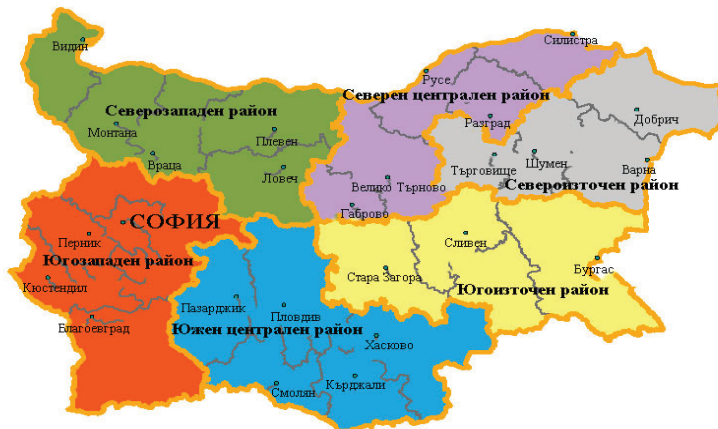 Видин
Силистра
Русе
Северозападен район
Северен централен район
Монтана
Плевен
Разград
Добрич
Враца
Ловеч
Търговище
Шумен
Варна
Велико Търново
Североизточен район
Габрово
СОФИЯ
Перник
Сливен
Югозападен район
Стара Загора
Бургас
Кюстендил
Югоизточен район
Пазарджик
Пловдив
Благоевград
Южен централен район
Хасково
Смолян
Кърджали